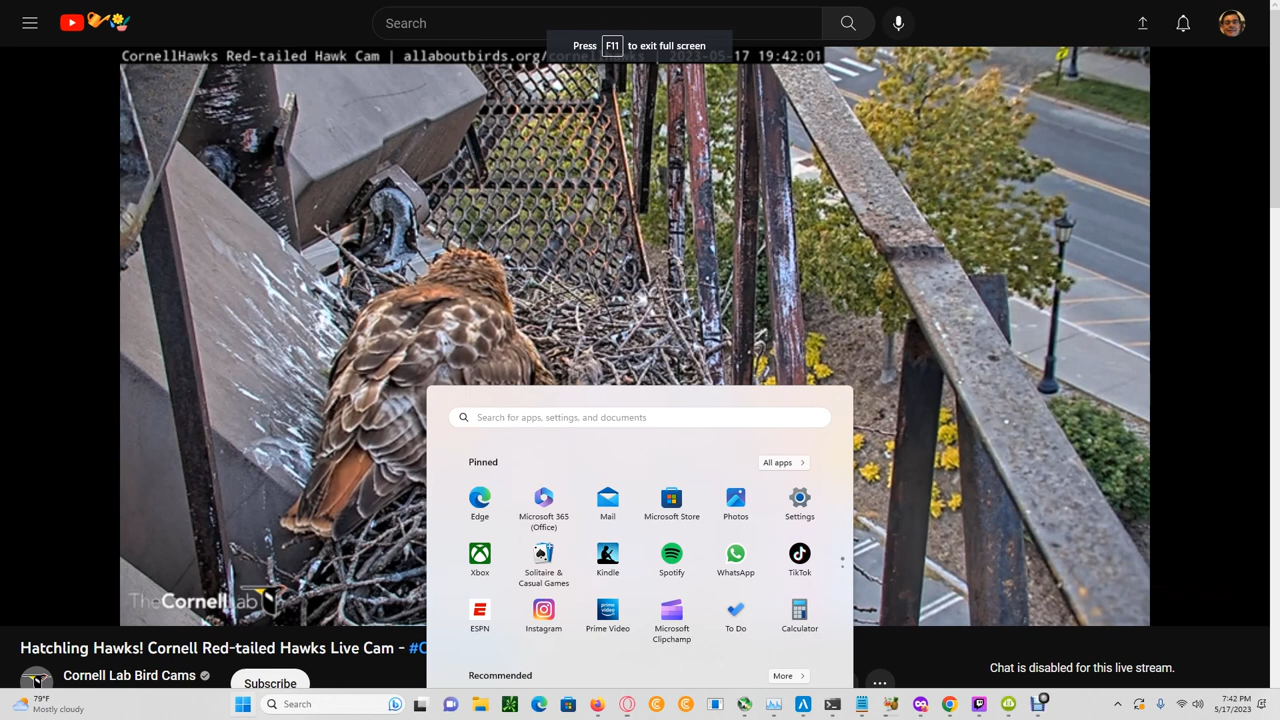 Search
Press F11 to exit full screen
CornellHawks Red-tailed Hawk Cam | allaboutbirds.org/cornellhawks | 2023-05-17 19:42:01
Search for apps, settings, and documents
Pinned
All apps
Edge
Microsoft 365 (Office)
Mail
Microsoft Store
Photos
Settings
Xbox
Solitaire & Casual Games
Kindle
Spotify
WhatsApp
TikTok
ESPN
Instagram
Prime Video
Microsoft Clipchamp
To Do
Calculator
Recommended
More
TheCornellLab
Hatchling Hawks! Cornell Red-tailed Hawks Live Cam - #C
Cornell Lab Bird Cams
Subscribe
Chat is disabled for this live stream.
79°F
Mostly cloudy
Search
7:42 PM
5/17/2023